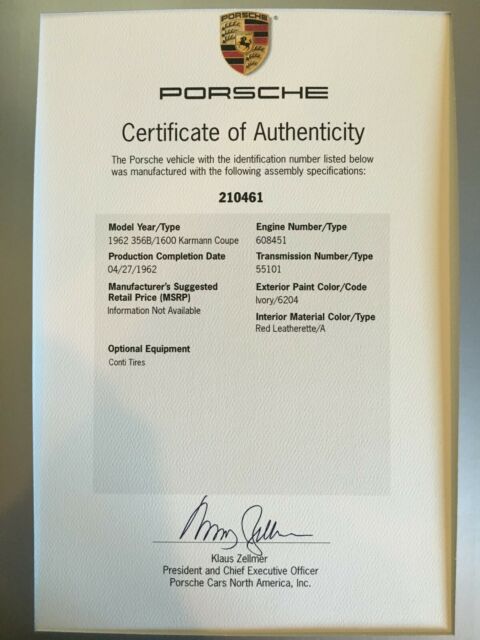 PORSCHE
PORSCHE
Certificate of Authenticity
The Porsche vehicle with the identification number listed below
was manufactured with the following assembly specifications:
210461
Model Year/Type
1962 356B/1600 Karmann Coupe
Production Completion Date
04/27/1962
Manufacturer's Suggested
Retail Price (MSRP)
Information Not Available
Engine Number/Type
608451
Transmission Number/Type
55101
Exterior Paint Color/Code
Ivory/6204
Interior Material Color/Type
Red Leatherette/A
Optional Equipment
Conti Tires
Klaus Zellmer
President and Chief Executive Officer
Porsche Cars North America, Inc.